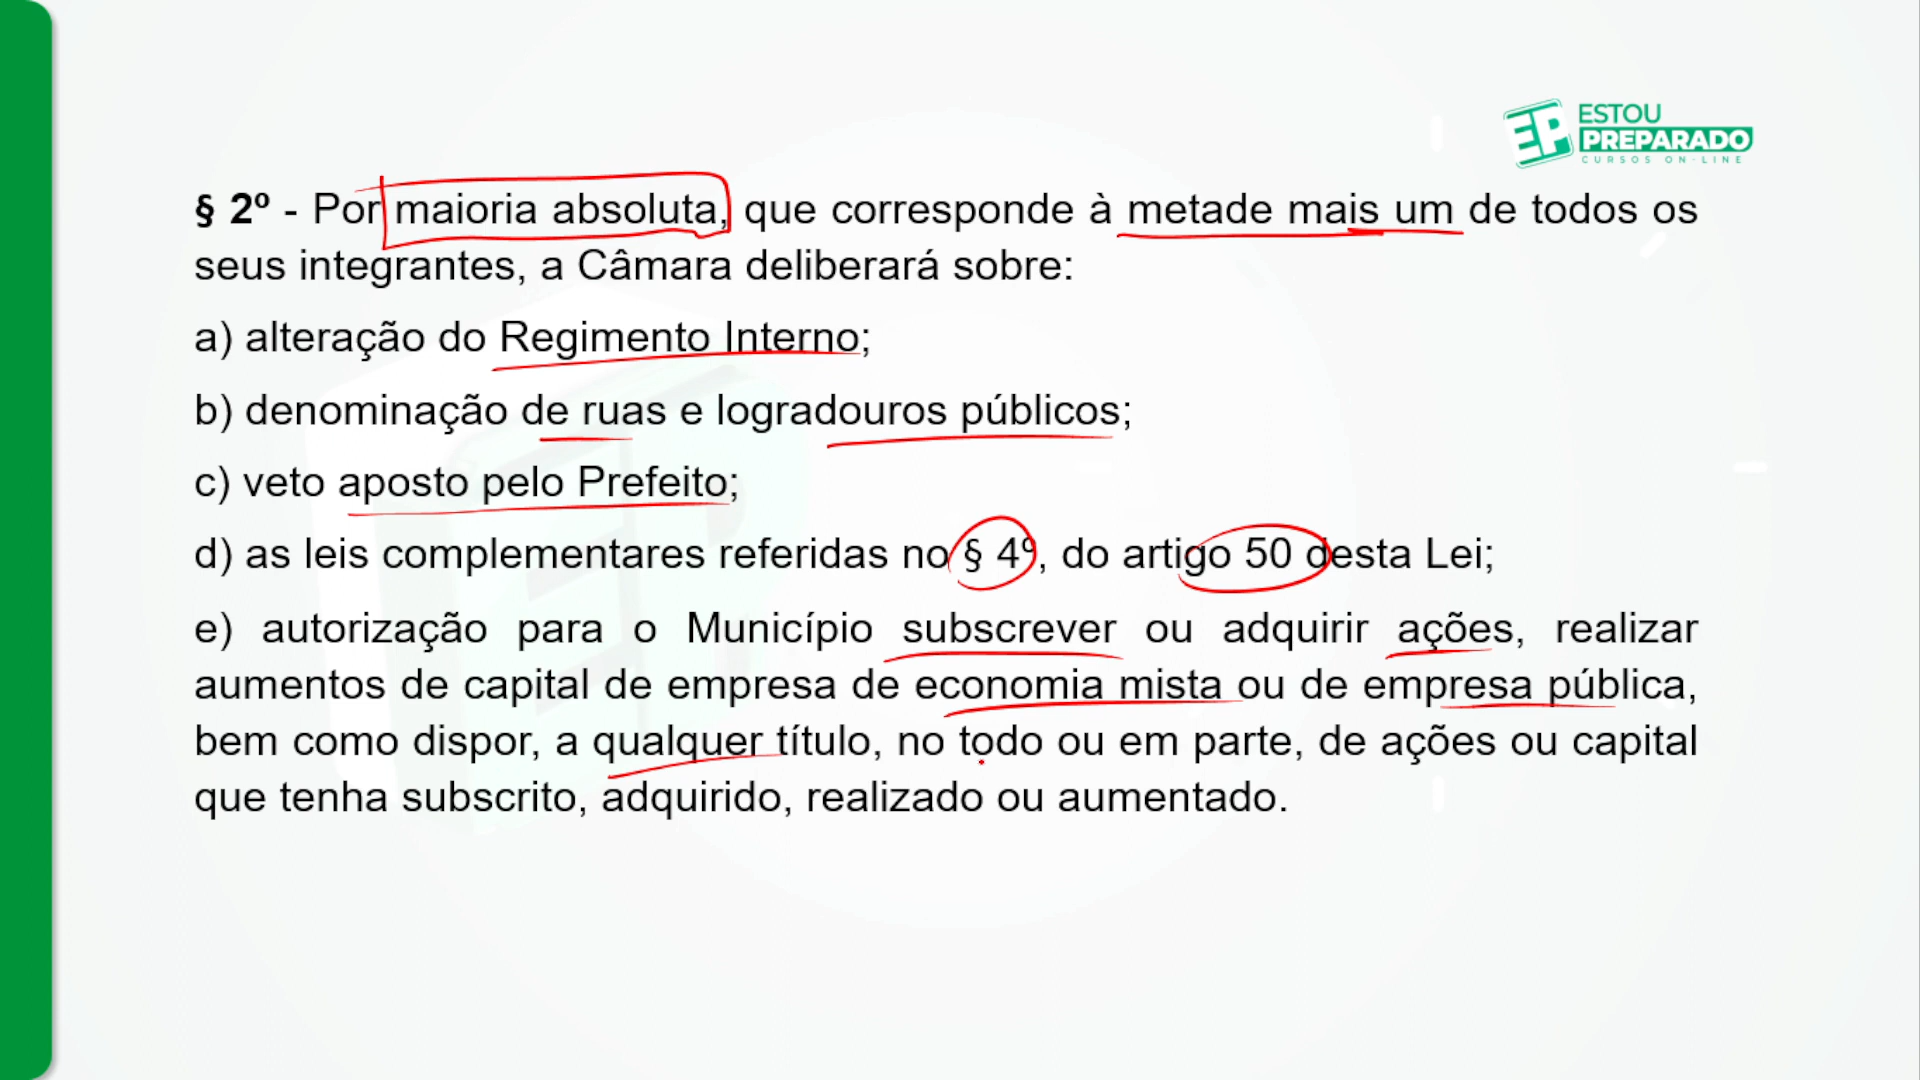 ESTOU
EP PREPARADO
CURSOS ON-LINE
§ 2º - Por maioria absoluta, que corresponde à metade mais um de todos os
seus integrantes, a Câmara deliberará sobre:
a) alteração do Regimento Interno;
b) denominação de ruas e logradouros públicos;
c) veto aposto pelo Prefeito;
d) as leis complementares referidas no § 4º, do artigo 50 desta Lei;
e) autorização para o Município subscrever ou adquirir ações, realizar
aumentos de capital de empresa de economia mista ou de empresa pública,
bem como dispor, a qualquer título, no todo ou em parte, de ações ou capital
que tenha subscrito, adquirido, realizado ou aumentado.